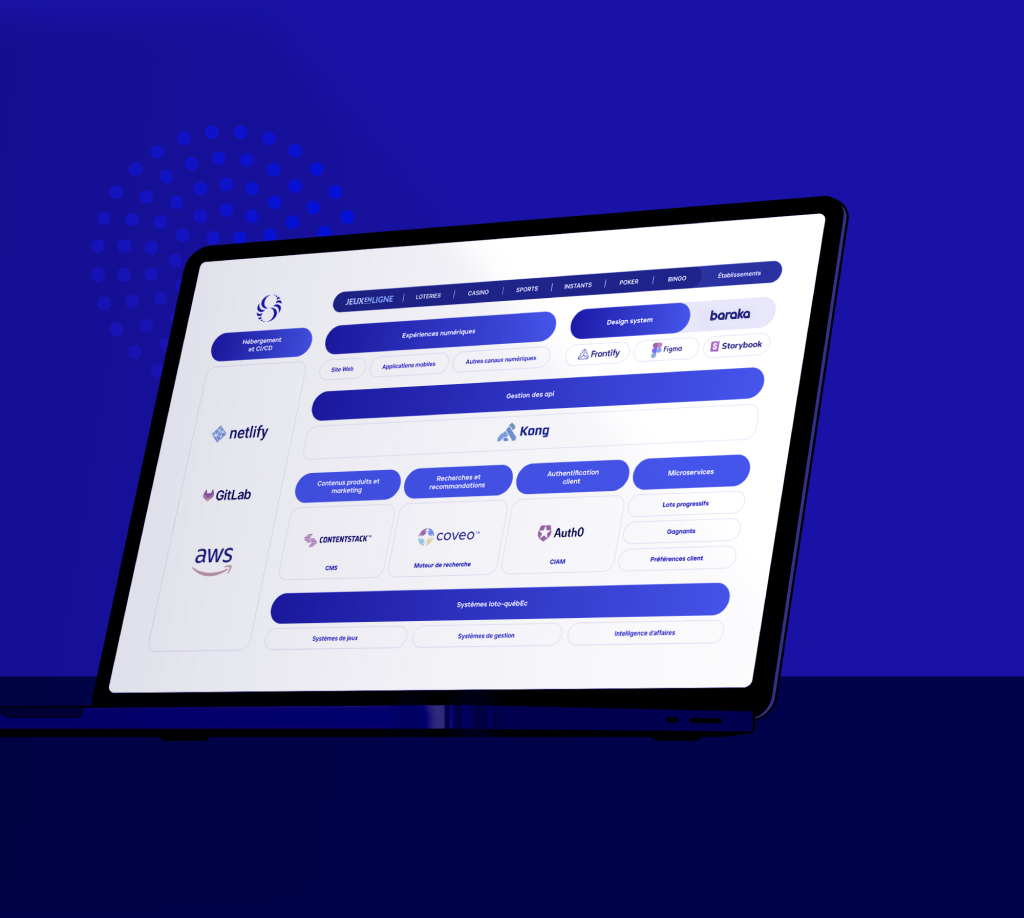 JEUXENLIGNE | LOTERIES | CASINO | SPORTS | INSTANTS | POKER | BINGO Établissements
Hébergement
et CI/CD
netlify
GitLab
aws
Expériences numériques
Site Web
Applications mobiles
Autres canaux numériques
Design system
baraka
Frontify
Figma
Storybook
Gestion des api
Kong
Contenus produits et
marketing
CONTENTSTACK™
CMS
Recherches et
recommandations
coveo™
Moteur de recherche
Authentification
client
Auth0
CIAM
Microservices
Lots progressifs
Gagnants
Préférences client
Systèmes loto-québEc
Systèmes de jeux
Systèmes de gestion
Intelligence d'affaires